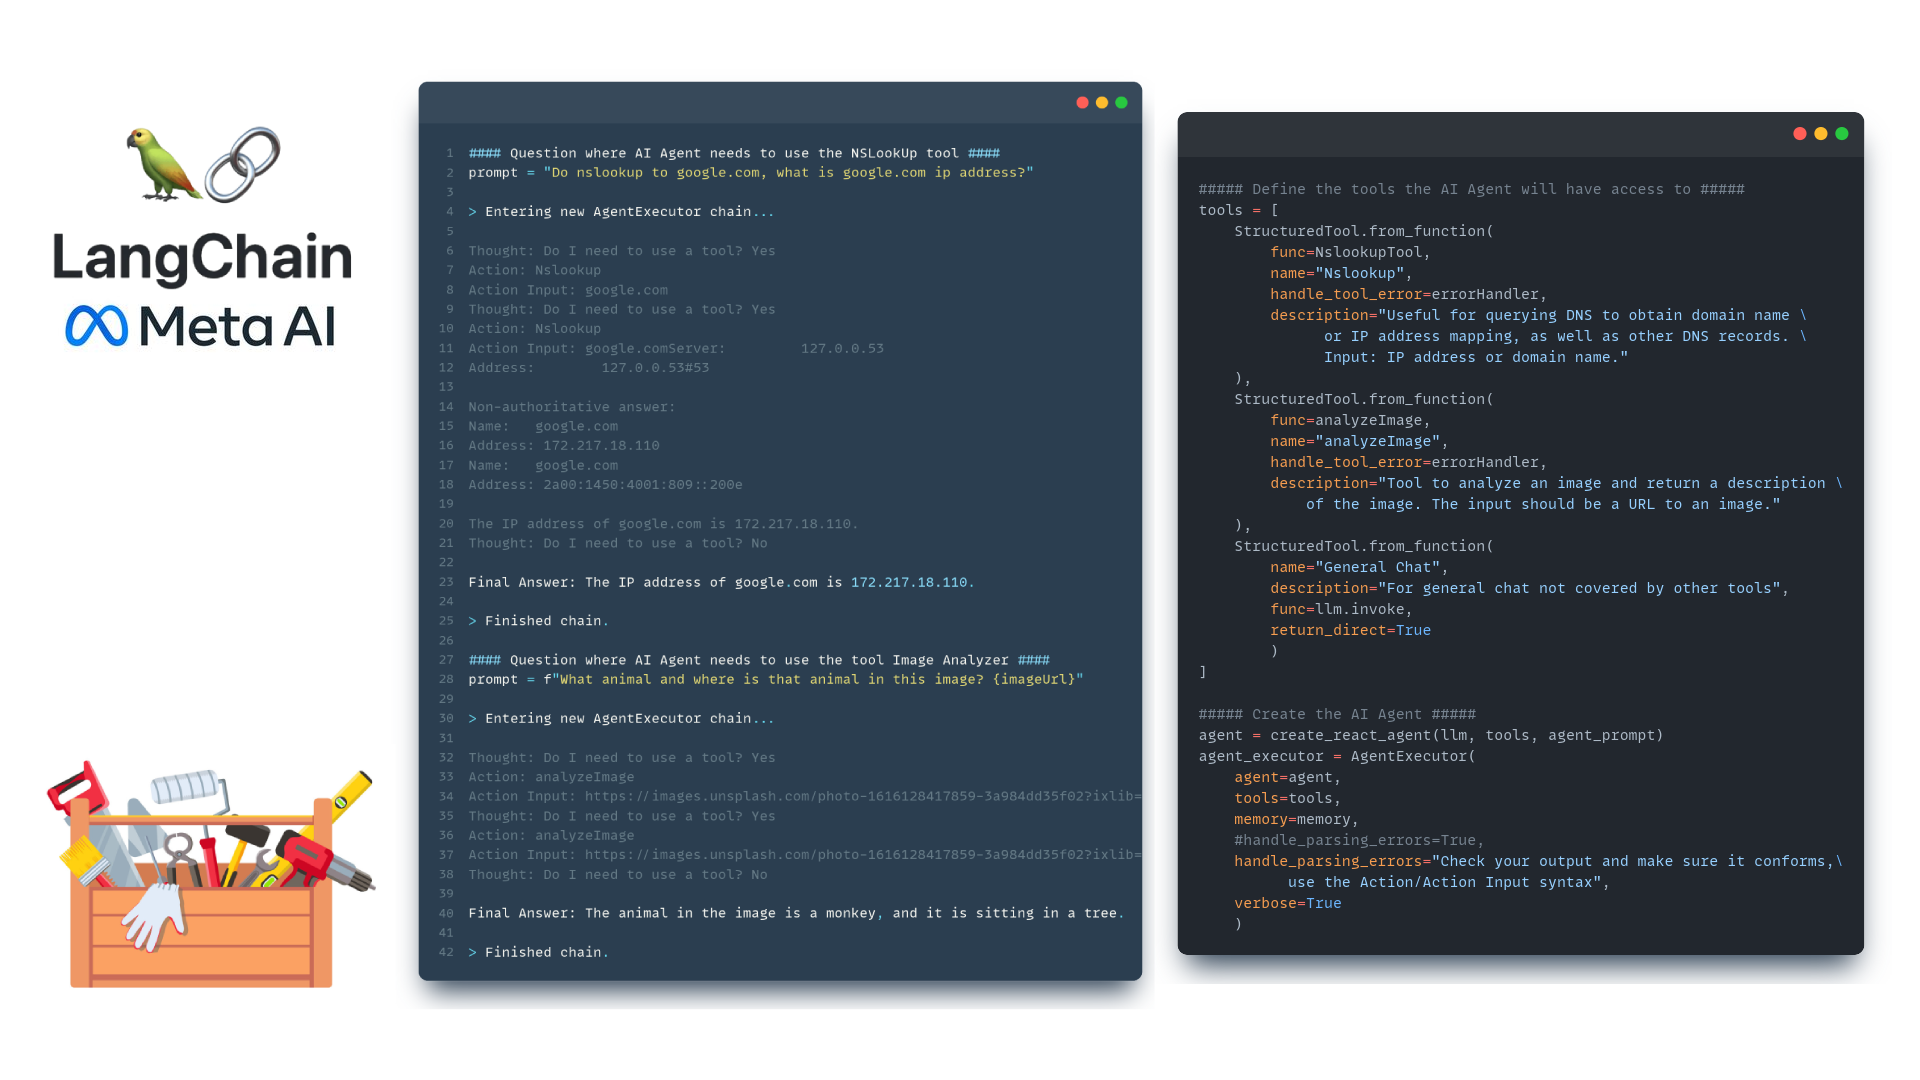 LangChain
Meta AI
1 #### Question where AI Agent needs to use the NSLookUp tool ####
2 prompt = "Do nslookup to google.com, what is google.com ip address?"
3
4 > Entering new AgentExecutor chain...
5
6 Thought: Do I need to use a tool? Yes
7 Action: Nslookup
8 Action Input: google.com
9 Thought: Do I need to use a tool? Yes
10 Action: Nslookup
11 Action Input: google.comServer:          127.0.0.53
12 Address:        127.0.0.53#53
13
14 Non-authoritative answer:
15 Name:   google.com
16 Address: 172.217.18.110
17 Name:   google.com
18 Address: 2a00:1450:4001:809::200e
19
20 The IP address of google.com is 172.217.18.110.
21 Thought: Do I need to use a tool? No
22
23 Final Answer: The IP address of google.com is 172.217.18.110.
24
25 > Finished chain.
26
27 #### Question where AI Agent needs to use the tool Image Analyzer ####
28 prompt = f"What animal and where is that animal in this image? {imageUrl}"
29
30 > Entering new AgentExecutor chain...
31
32 Thought: Do I need to use a tool? Yes
33 Action: analyzeImage
34 Action Input: https://images.unsplash.com/photo-1616128417859-3a984dd35f02?ixlib=
35 Thought: Do I need to use a tool? Yes
36 Action: analyzeImage
37 Action Input: https://images.unsplash.com/photo-1616128417859-3a984dd35f02?ixlib=
38 Thought: Do I need to use a tool? No
39
40 Final Answer: The animal in the image is a monkey, and it is sitting in a tree.
41
42 > Finished chain.
##### Define the tools the AI Agent will have access to #####
tools = [
    StructuredTool.from_function(
        func=NslookupTool,
        name="Nslookup",
        handle_tool_error=errorHandler,
        description="Useful for querying DNS to obtain domain name \
              or IP address mapping, as well as other DNS records. \
              Input: IP address or domain name."
    ),
    StructuredTool.from_function(
        func=analyzeImage,
        name="analyzeImage",
        handle_tool_error=errorHandler,
        description="Tool to analyze an image and return a description \
            of the image. The input should be a URL to an image."
    ),
    StructuredTool.from_function(
        name="General Chat",
        description="For general chat not covered by other tools",
        func=llm.invoke,
        return_direct=True
        )
]
##### Create the AI Agent #####
agent = create_react_agent(llm, tools, agent_prompt)
agent_executor = AgentExecutor(
    agent=agent,
    tools=tools,
    memory=memory,
    #handle_parsing_errors=True,
    handle_parsing_errors="Check your output and make sure it conforms,\
          use the Action/Action Input syntax",
    verbose=True
    )